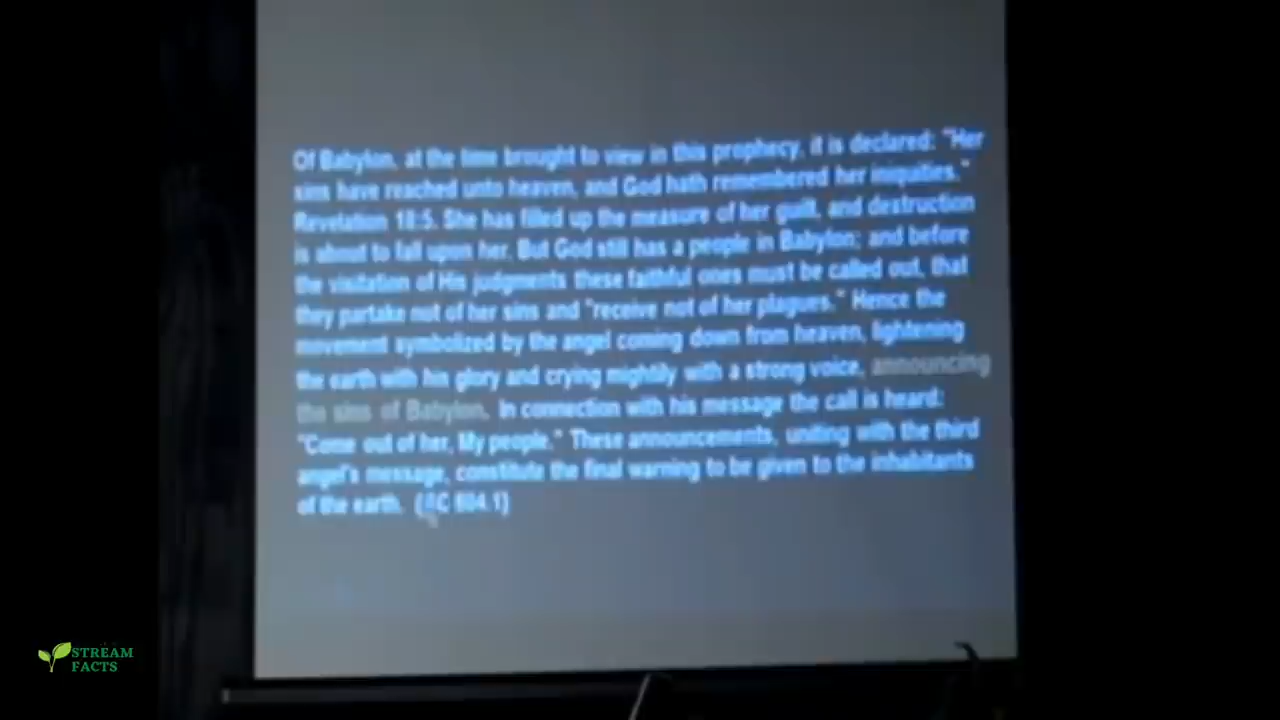 Of Babylon, at the time brought to view in this prophecy, it is declared: "Her
sins have reached unto heaven, and God hath remembered her iniquities."
Revelation 18:5. She has filled up the measure of her guilt, and destruction
is about to fall upon her. But God still has a people in Babylon; and before
the visitation of His judgments these faithful ones must be called out, that
they partake not of her sins and "receive not of her plagues." Hence the
movement symbolized by the angel coming down from heaven, lightening
the earth with his glory and crying mightily with a strong voice, announcing
the sins of Babylon. In connection with his message the call is heard:
"Come out of her, My people." These announcements, uniting with the third
angel's message, constitute the final warning to be given to the inhabitants
of the earth. 604.1)
STREAM
FACTS